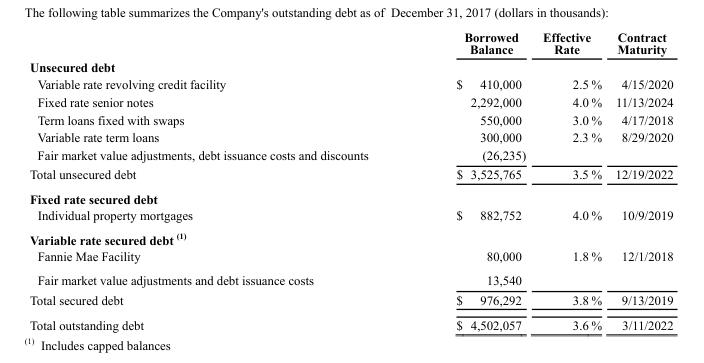 The following table summarizes the Company's outstanding debt as of December 31, 2017 (dollars in thousands):
Borrowed Balance Effective Rate Contract Maturity
Unsecured debt
Variable rate revolving credit facility $ 410,000 2.5 % 4/15/2020
Fixed rate senior notes 2,292,000 4.0 % 11/13/2024
Term loans fixed with swaps 550,000 3.0 % 4/17/2018
Variable rate term loans 300,000 2.3 % 8/29/2020
Fair market value adjustments, debt issuance costs and discounts (26,235)
Total unsecured debt $ 3,525,765 3.5 % 12/19/2022
Fixed rate secured debt
Individual property mortgages $ 882,752 4.0 % 10/9/2019
Variable rate secured debt (1)
Fannie Mae Facility 80,000 1.8 % 12/1/2018
Fair market value adjustments and debt issuance costs 13,540
Total secured debt $ 976,292 3.8 % 9/13/2019
Total outstanding debt $ 4,502,057 3.6 % 3/11/2022
(1) Includes capped balances